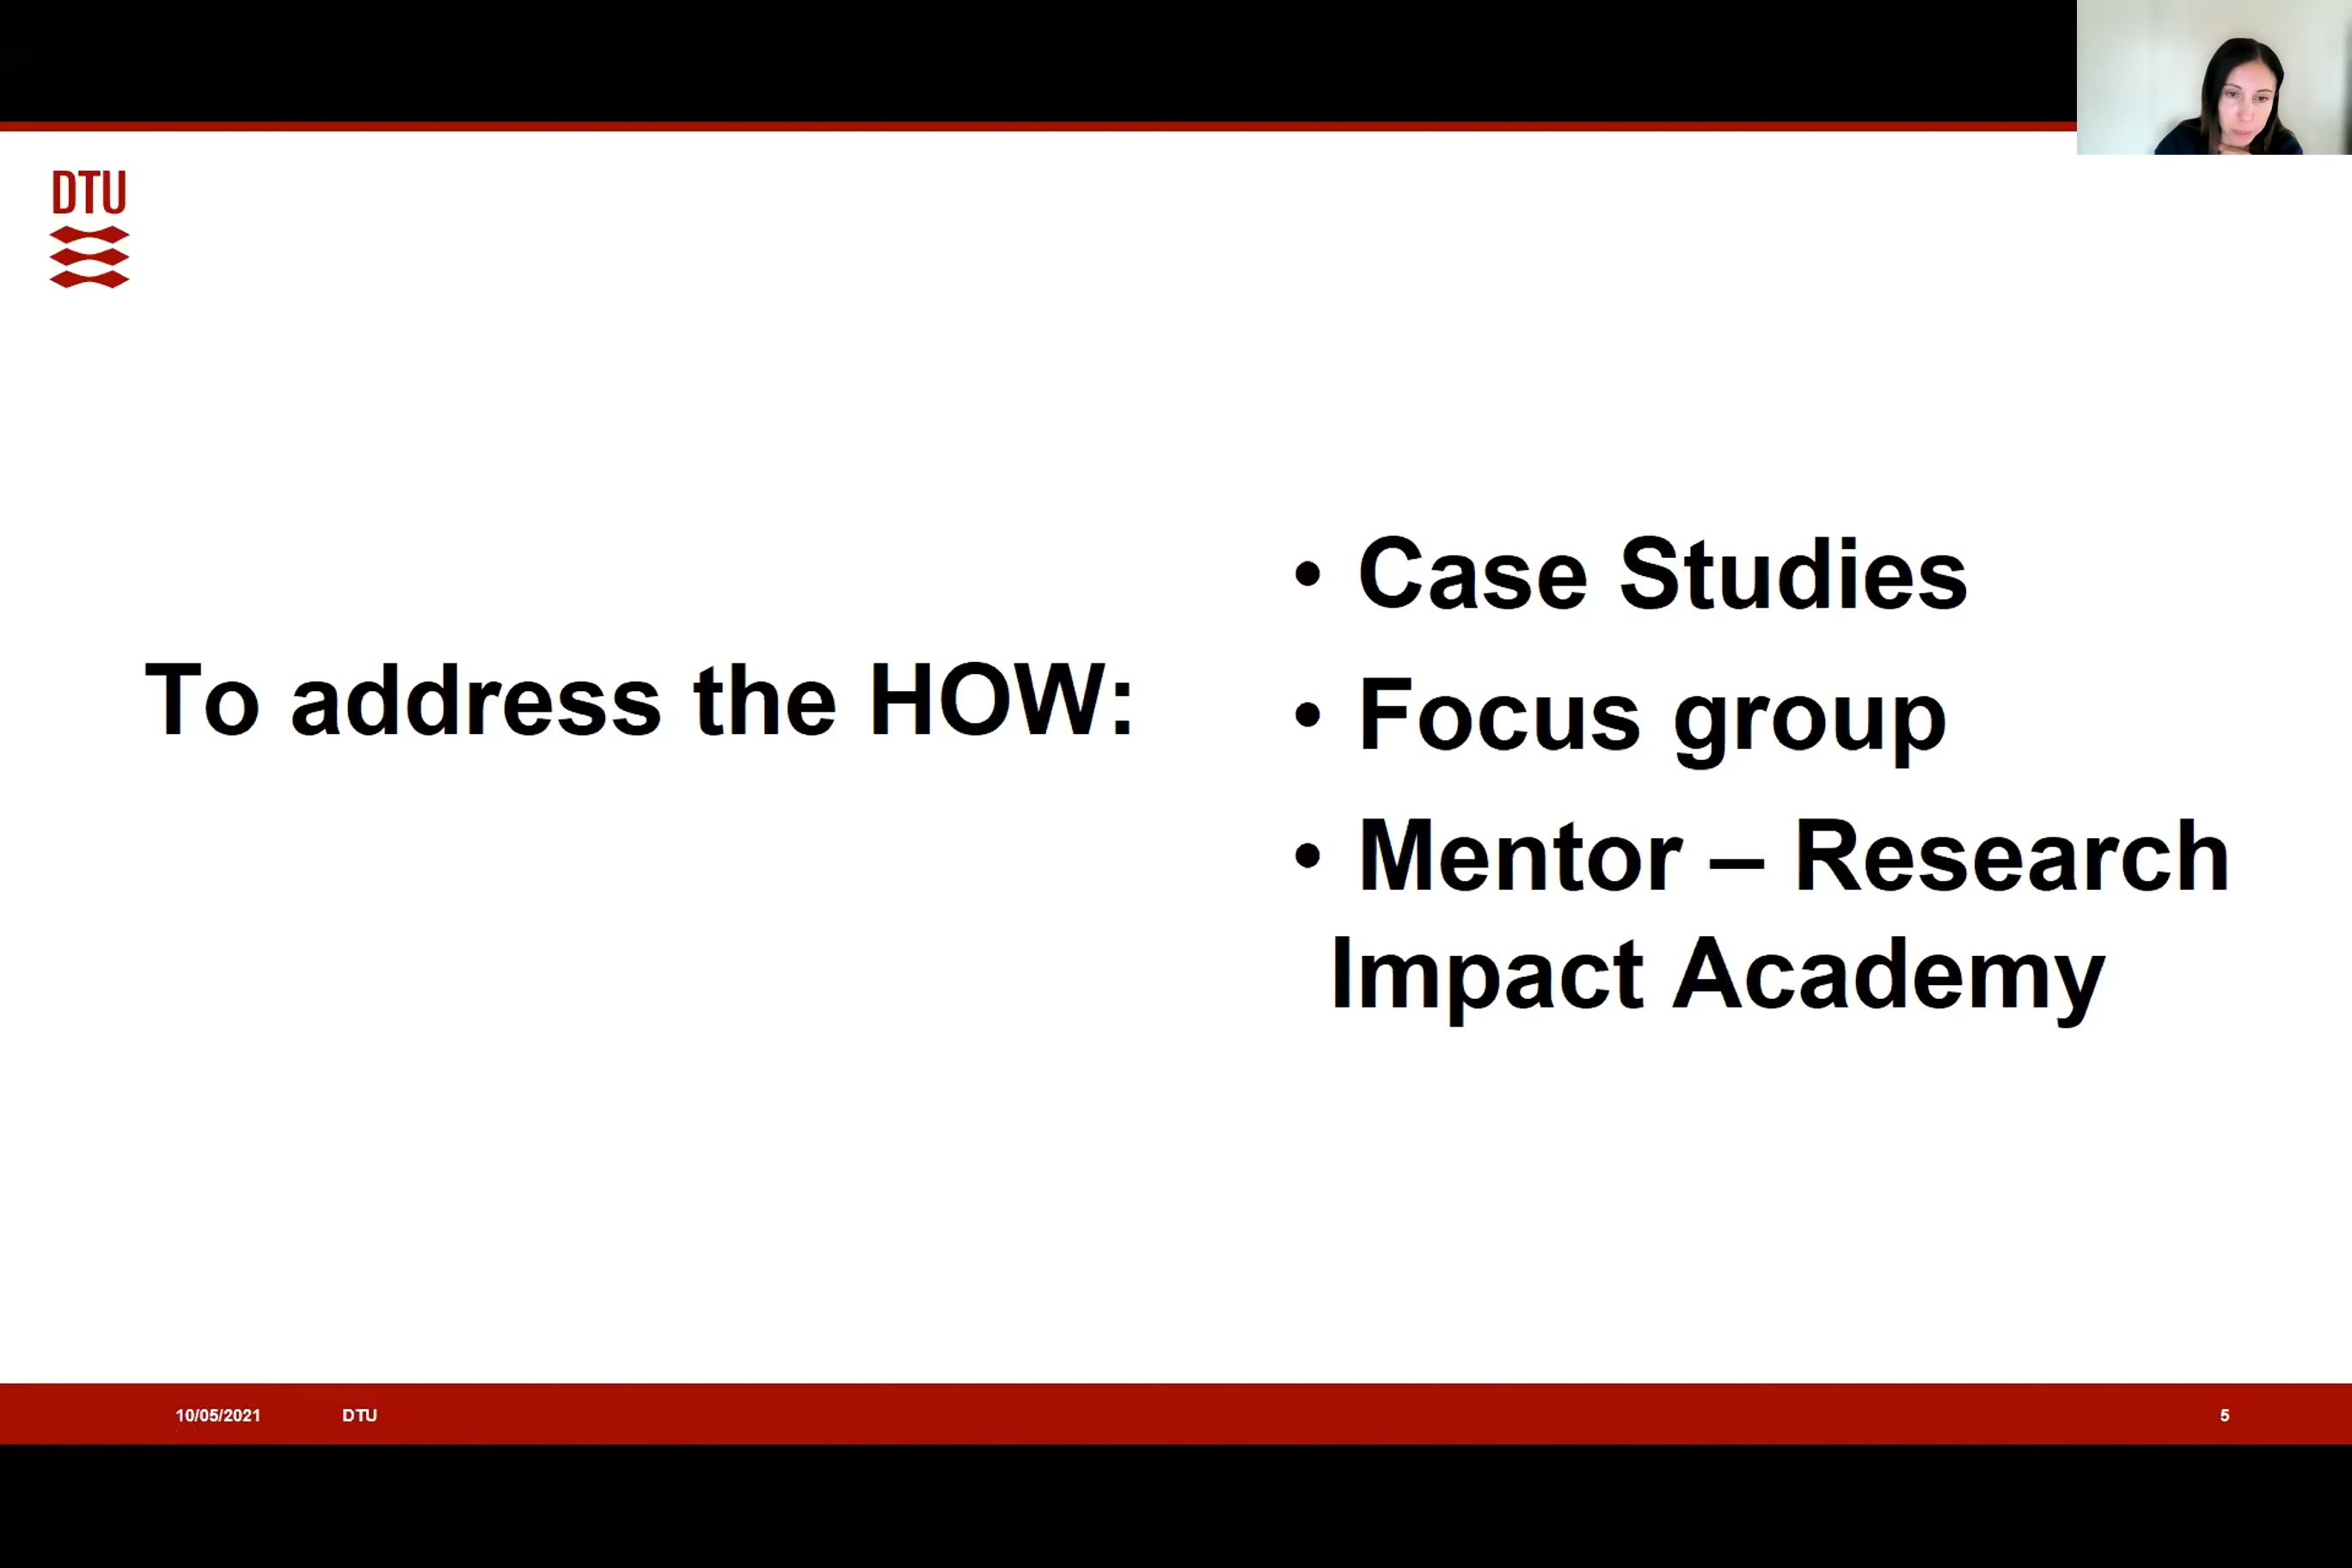 DTU
To address the HOW:
• Case Studies
• Focus group
• Mentor – Research
Impact Academy
10/05/2021 DTU 5